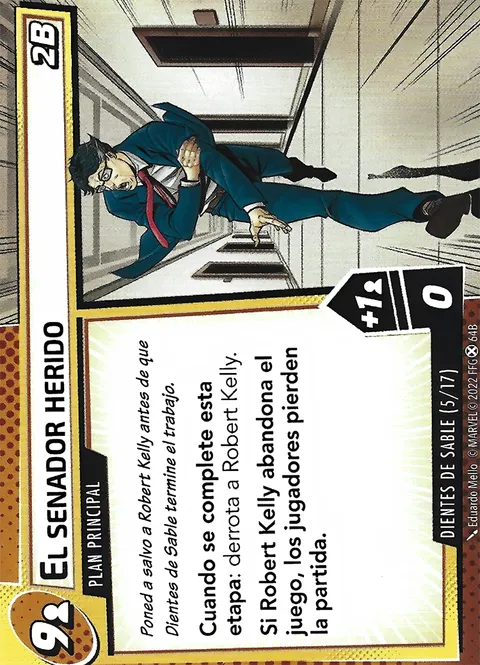 9
EL SENADOR HERIDO
2B
PLAN PRINCIPAL
Poned a salvo a Robert Kelly antes de que
Dientes de Sable termine el trabajo.
Cuando se complete esta
etapa: derrota a Robert Kelly.
Si Robert Kelly abandona el
juego, los jugadores pierden
la partida.
+1
0
DIENTES DE SABLE (5/17)
Eduardo Mello © MARVEL © 2022 FFG 64B